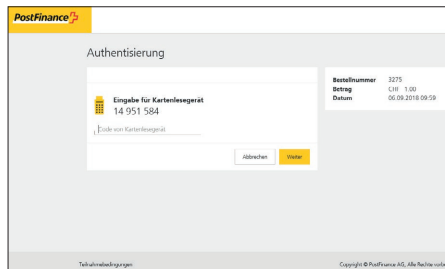 PostFinance
Authentisierung
Bestellnummer 3275
Betrag CHF 1.00
Datum 06.09.2018 09:59
Eingabe für Kartenlesegerät
14 951 584
Code von Kartenlesegerät
Abbrechen Weiter
Teilnahmebedingungen Copyright © PostFinance AG, Alle Rechte vorb